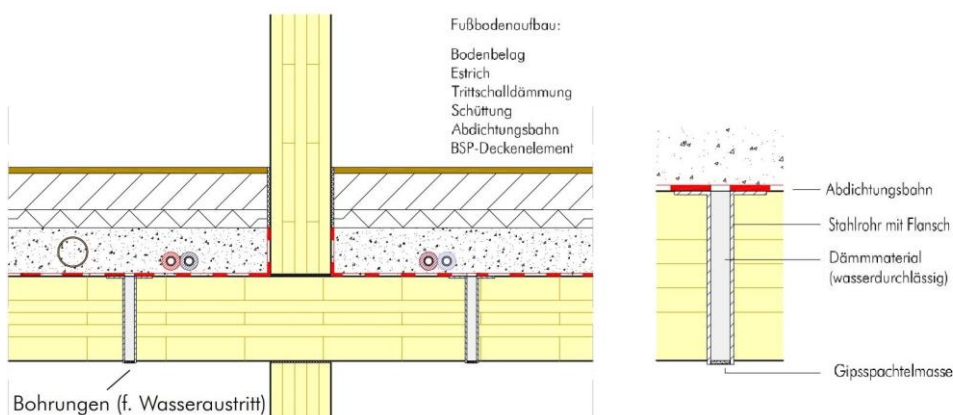 Fußbodenaufbau:
Bodenbelag
Estrich
Trittschalldämmung
Schüttung
Abdichtungsbahn
BSP-Deckenelement
Bohrungen (f. Wasseraustritt)
Abdichtungsbahn
Stahlrohr mit Flansch
Dämmmaterial
(wasserdurchlässig)
Gipsspachtelmasse